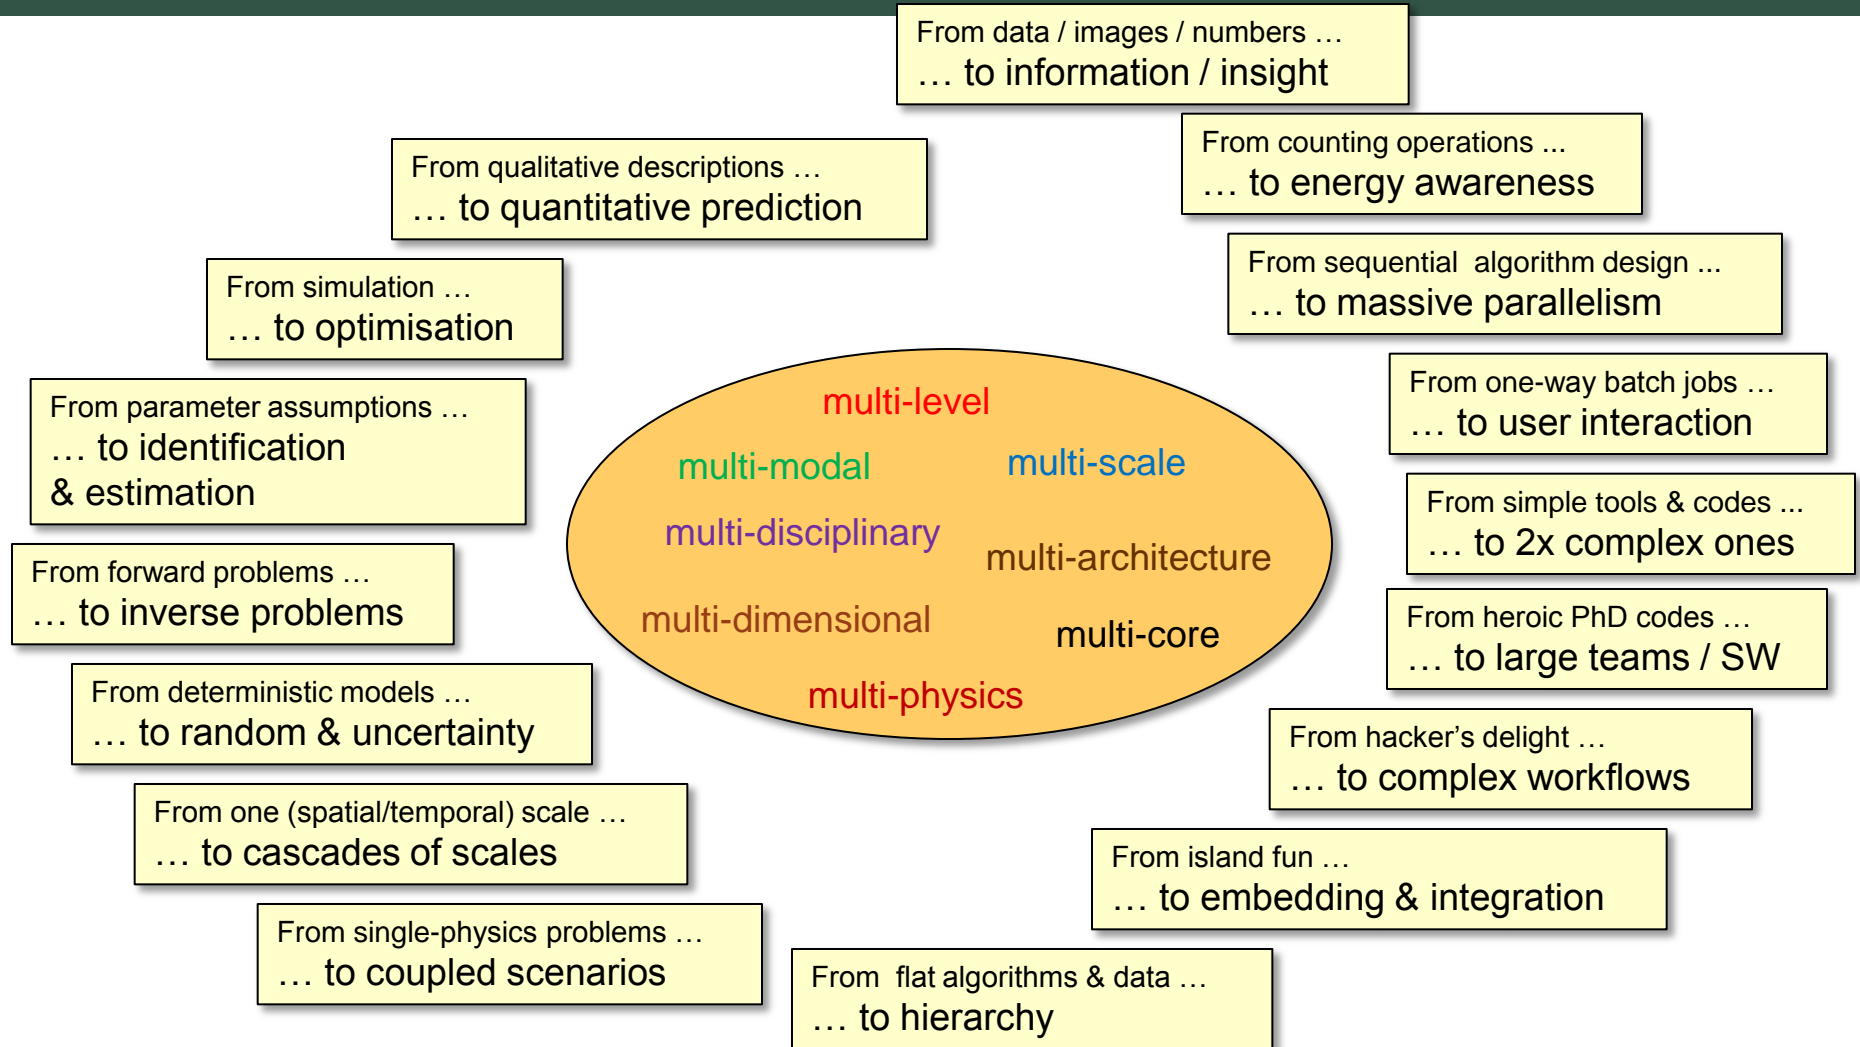 From data / images / numbers …
… to information / insight
From counting operations ...
… to energy awareness
From qualitative descriptions …
… to quantitative prediction
From sequential  algorithm design ...
… to massive parallelism
From simulation …
… to optimisation
From one-way batch jobs …
… to user interaction
From parameter assumptions …
… to identification
& estimation
multi-level
multi-modal
multi-scale
multi-disciplinary
multi-architecture
multi-dimensional
multi-core
multi-physics
From simple tools & codes ...
… to 2x complex ones
From forward problems …
… to inverse problems
From heroic PhD codes …
… to large teams / SW
From deterministic models …
… to random & uncertainty
From hacker’s delight …
… to complex workflows
From one (spatial/temporal) scale …
… to cascades of scales
From island fun …
… to embedding & integration
From single-physics problems …
… to coupled scenarios
From  flat algorithms & data …
… to hierarchy